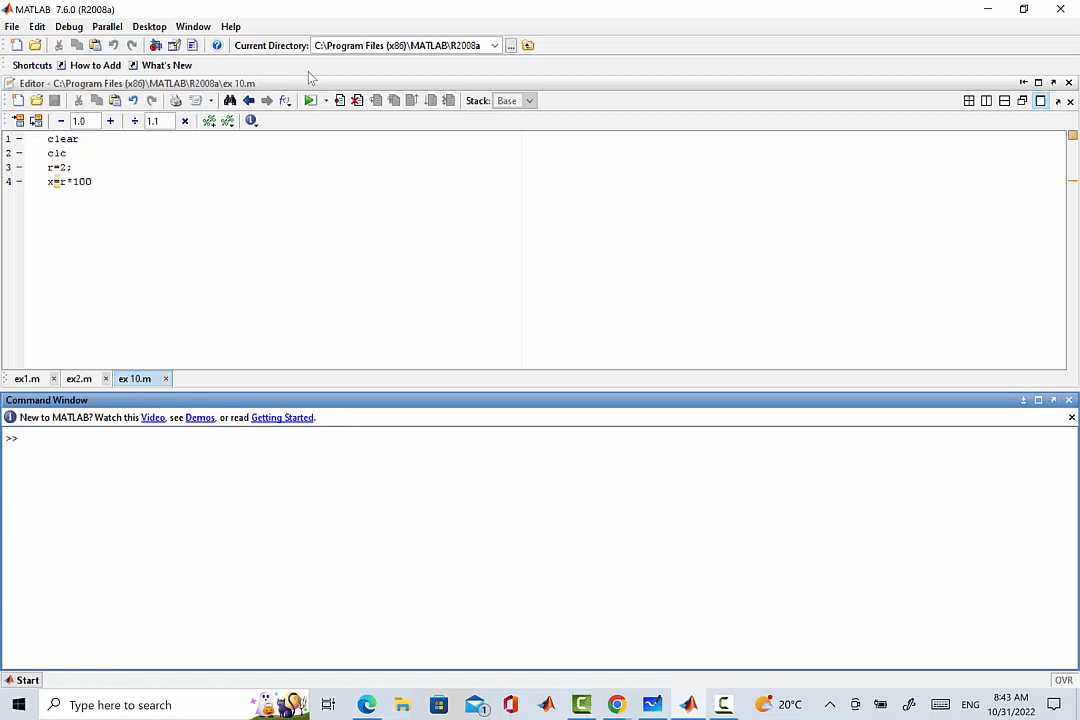 MATLAB 7.6.0 (R2008a)
File Edit Debug Parallel Desktop Window Help
Current Directory: C:\Program Files (x86)\MATLAB\R2008a
Shortcuts How to Add What's New
Editor - C:\Program Files (x86)\MATLAB\R2008a\ex 10.m
Stack: Base
1.0 1.1
1 clear
2 clc
3 r=2;
4 x=r*100
ex1.m ex2.m ex 10.m
Command Window
New to MATLAB? Watch this Video, see Demos, or read Getting Started.
>>
Start OVR
Type here to search
20°C
ENG
8:43 AM
10/31/2022